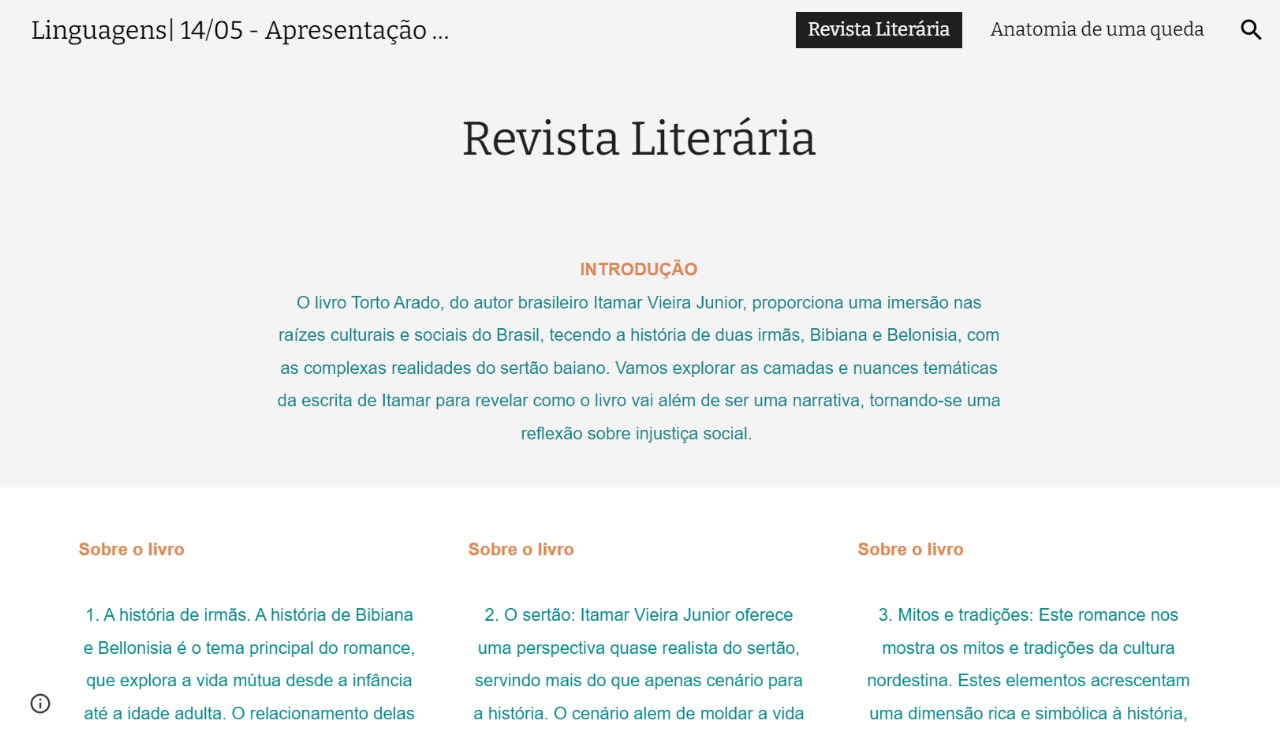 Linguagens| 14/05 - Apresentação ...
Revista Literária
Anatomia de uma queda
Revista Literária
INTRODUÇÃO
O livro Torto Arado, do autor brasileiro Itamar Vieira Junior, proporciona uma imersão nas
raízes culturais e sociais do Brasil, tecendo a história de duas irmãs, Bibiana e Belonisia, com
as complexas realidades do sertão baiano. Vamos explorar as camadas e nuances temáticas
da escrita de Itamar para revelar como o livro vai além de ser uma narrativa, tornando-se uma
reflexão sobre injustiça social.
Sobre o livro
1. A história de irmãs. A história de Bibiana
e Bellonisia é o tema principal do romance,
que explora a vida mútua desde a infância
até a idade adulta. O relacionamento delas
Sobre o livro
2. O sertão: Itamar Vieira Junior oferece
uma perspectiva quase realista do sertão,
servindo mais do que apenas cenário para
a história. O cenário alem de moldar a vida
Sobre o livro
3. Mitos e tradições: Este romance nos
mostra os mitos e tradições da cultura
nordestina. Estes elementos acrescentam
uma dimensão rica e simbólica à história,